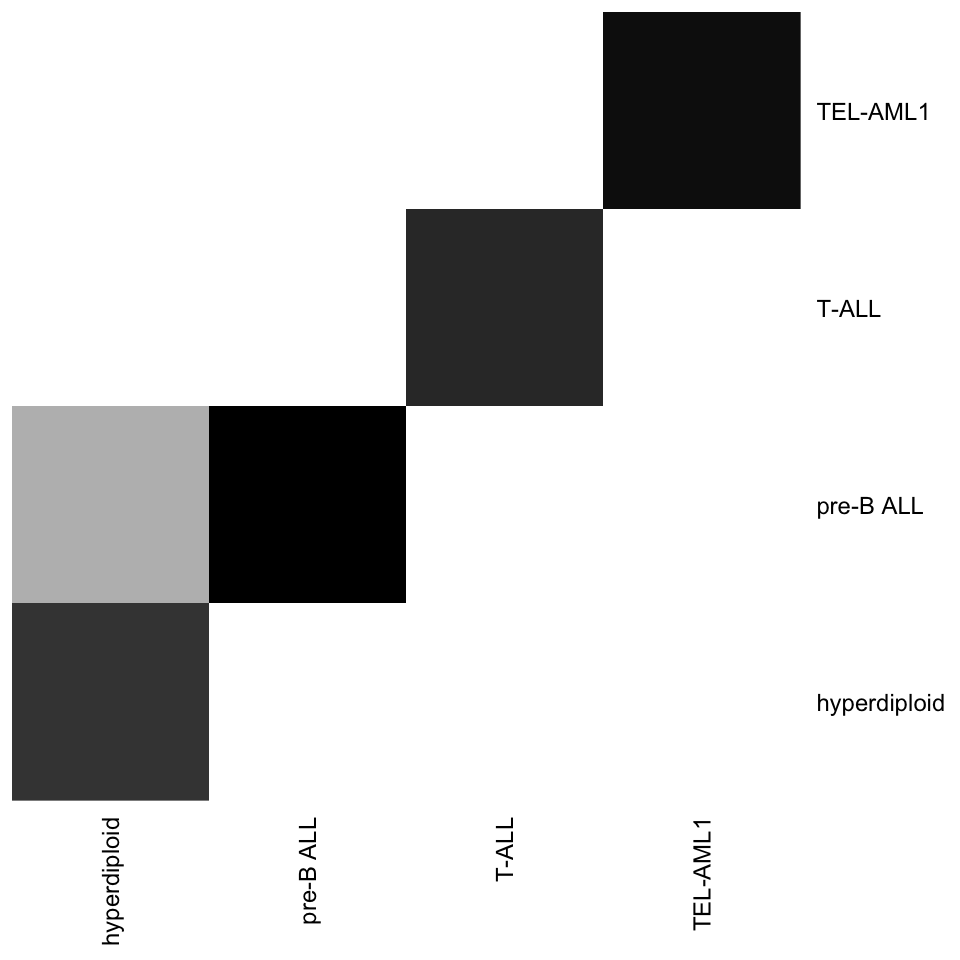 TEL-AML1
T-ALL
pre-B ALL
hyperdiploid
hyperdiploid
pre-B ALL
T-ALL
TEL-AML1